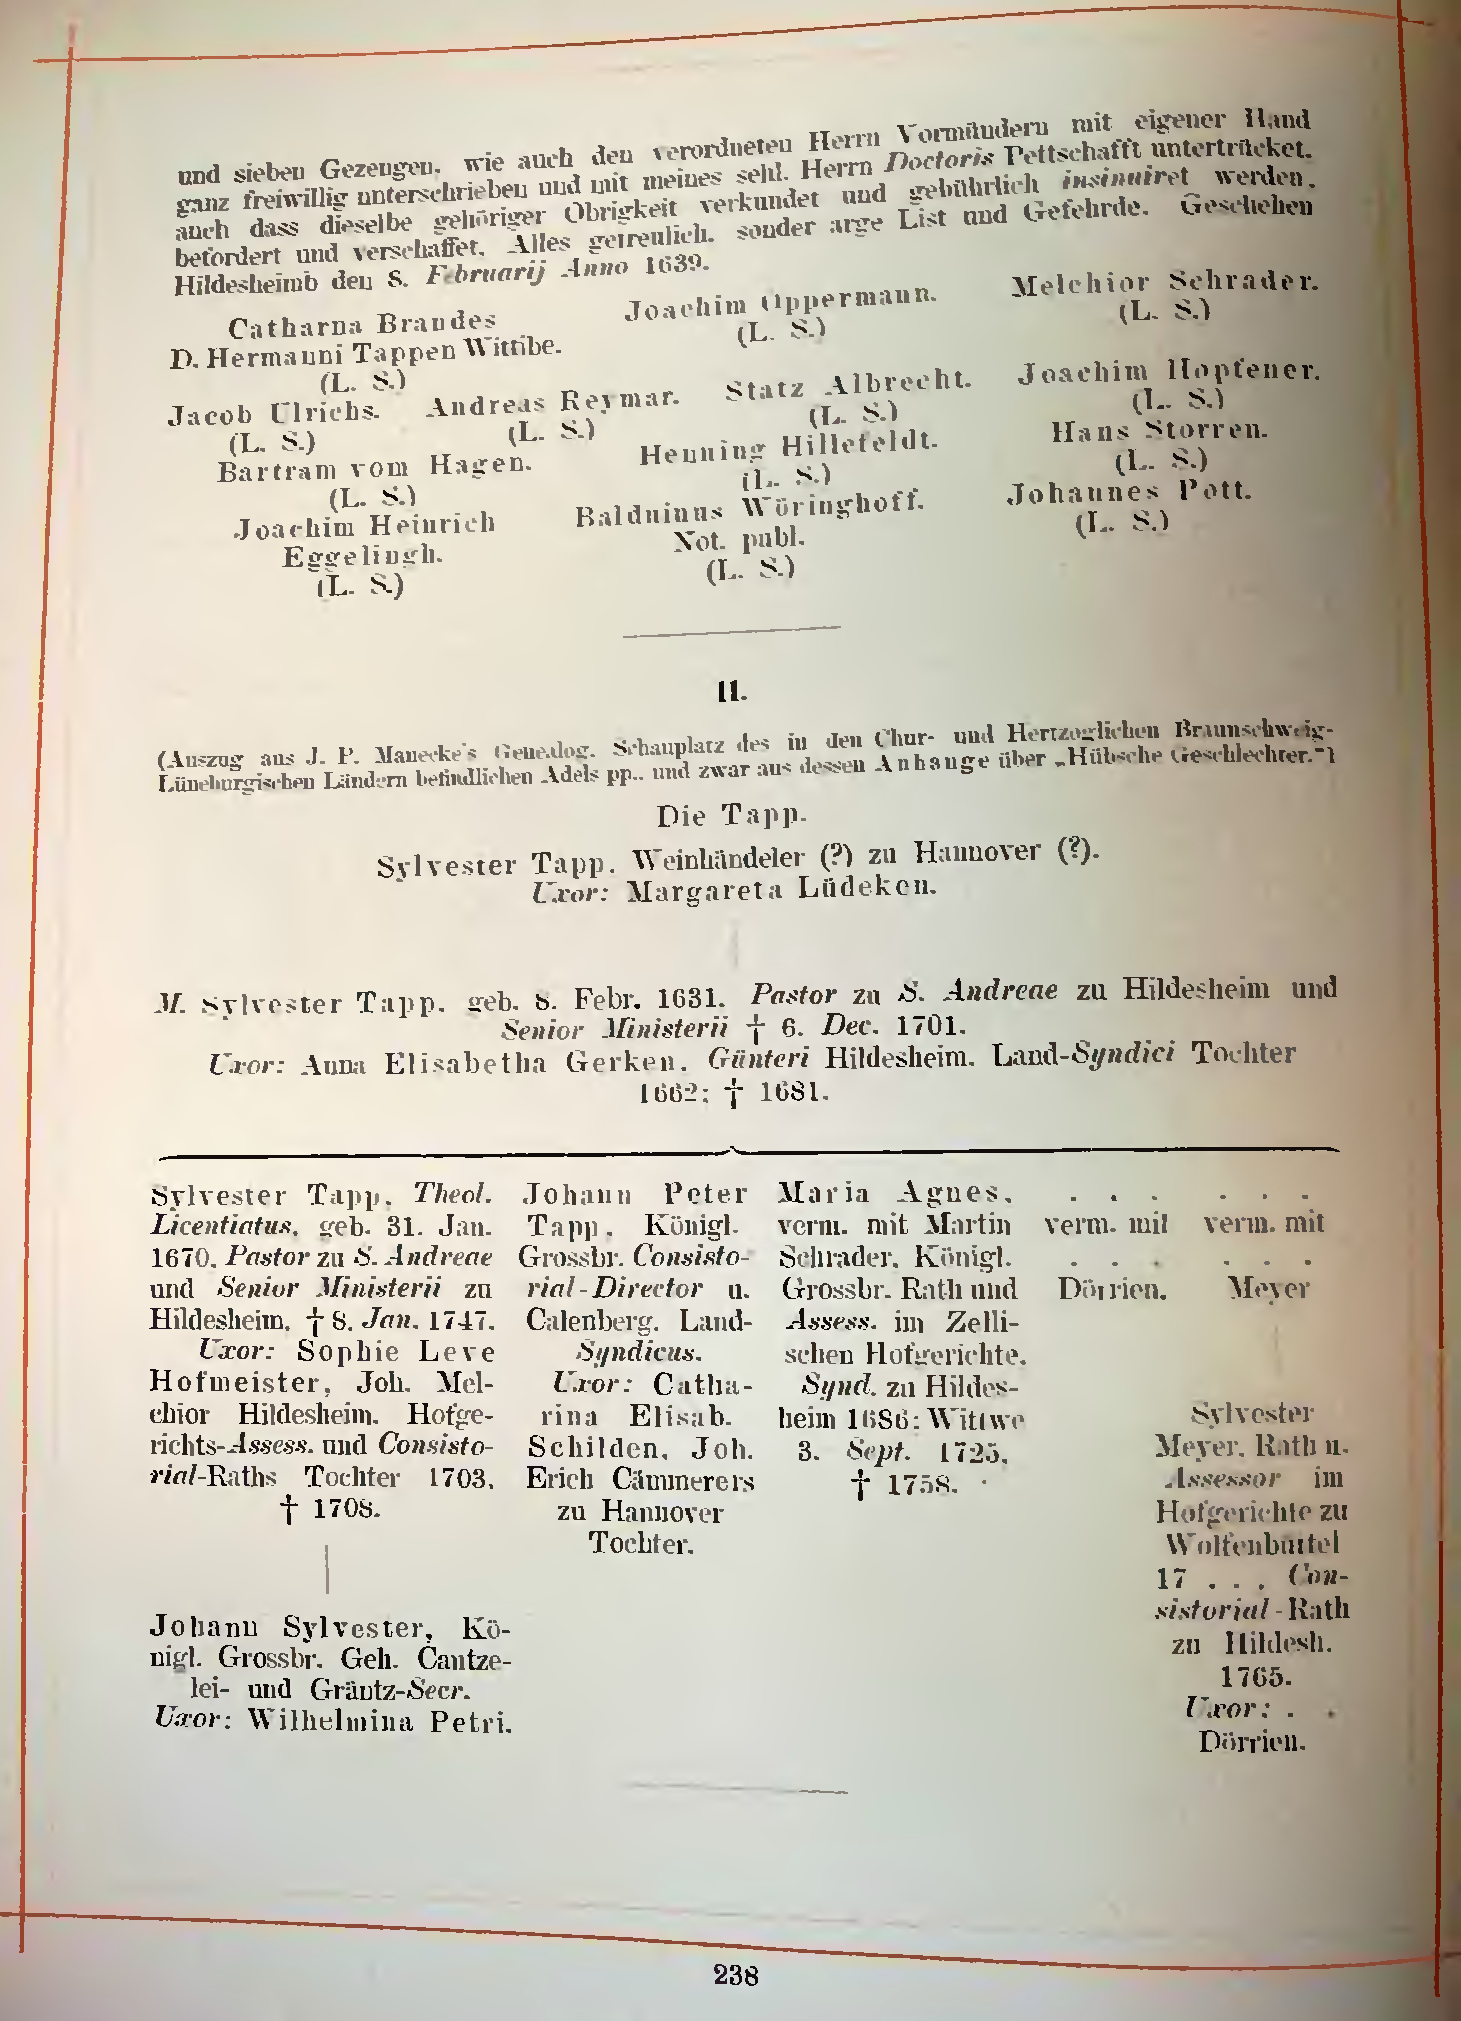 und sieben Gezeugen, wie auch den verordneten Herrn Vormündern mit eigener Hand
ganz freiwillig unterschrieben und mit meines sehl. Herrn Doctoris Pettschafft untertrücket,
auch dass dieselbe gehöriger Obrigkeit verkundet und gebührlich insinuiret werden,
befordert und verschaffet. Alles getreulich, sonder arge List und Gefehrde. Geschehen
Hildesheimb den 8. Februarij Anno 1639.
Catharna Brandes Joachim Oppermann. Melchior Schrader.
D. Hermanni Tappen Wittibe. (L. S.) (L. S.)
(L. S.)
Jacob Ulrichs. Andreas Reymar. Statz Albrecht. Joachim Hopfener.
(L. S.) (L. S.) (L. S.) (L. S.)
Bartram vom Hagen. Henning Hillefeldt. Hans Storren.
(L. S.) (L. S.) (L. S.)
Joachim Heinrich Balduinus Wöringhoff. Johannes Pott.
Eggelingh. Not. publ. (L. S.)
(L. S.) (L. S.)
II.
(Auszug aus J. P. Manecke's Genealog. Schauplatz des in den Chur- und Hertzoglichen Braunschweig-
Lüneburgischen Ländern befindlichen Adels pp., und zwar aus dessen Anhange über „Hübsche Geschlechter.")
Die Tapp.
Sylvester Tapp. Weinhändeler (?) zu Hannover (?).
Uxor: Margareta Lüdeken.
M. Sylvester Tapp. geb. 8. Febr. 1631. Pastor zu S. Andreae zu Hildesheim und
Senior Ministerii † 6. Dec. 1701.
Uxor: Anna Elisabetha Gerken, Günteri Hildesheim. Land-Syndici Tochter
1662; † 1681.
Sylvester Tapp, Theol.
Licentiatus, geb. 31. Jan.
1670, Pastor zu S. Andreae
und Senior Ministerii zu
Hildesheim, † 8. Jan. 1747.
Uxor: Sophie Leve
Hofmeister, Joh. Mel-
chior Hildesheim. Hofge-
richts-Assess. und Consisto-
rial-Raths Tochter 1703,
† 1708.
Johann Sylvester, Kö-
nigl. Grossbr. Geh. Cantze-
lei- und Gräntz-Secr.
Uxor: Wilhelmina Petri.
Johann Peter
Tapp, Königl.
Grossbr. Consisto-
rial-Director u.
Calenberg. Land-
Syndicus.
Uxor: Catha-
rina Elisab.
Schilden, Joh.
Erich Cämmerers
zu Hannover
Tochter.
Maria Agnes,
verm. mit Martin
Schrader, Königl.
Grossbr. Rath und
Assess. im Zelli-
schen Hofgerichte,
Synd. zu Hildes-
heim 1686; Wittwe
3. Sept. 1725,
† 1758.
. . .
verm. mit
. . .
Dörrien.
. . .
verm. mit
. . .
Meyer
Sylvester
Meyer, Rath u.
Assessor im
Hofgerichte zu
Wolfenbüttel
17 . . . Con-
sistorial-Rath
zu Hildesh.
1765.
Uxor: . .
Dörrien.
238